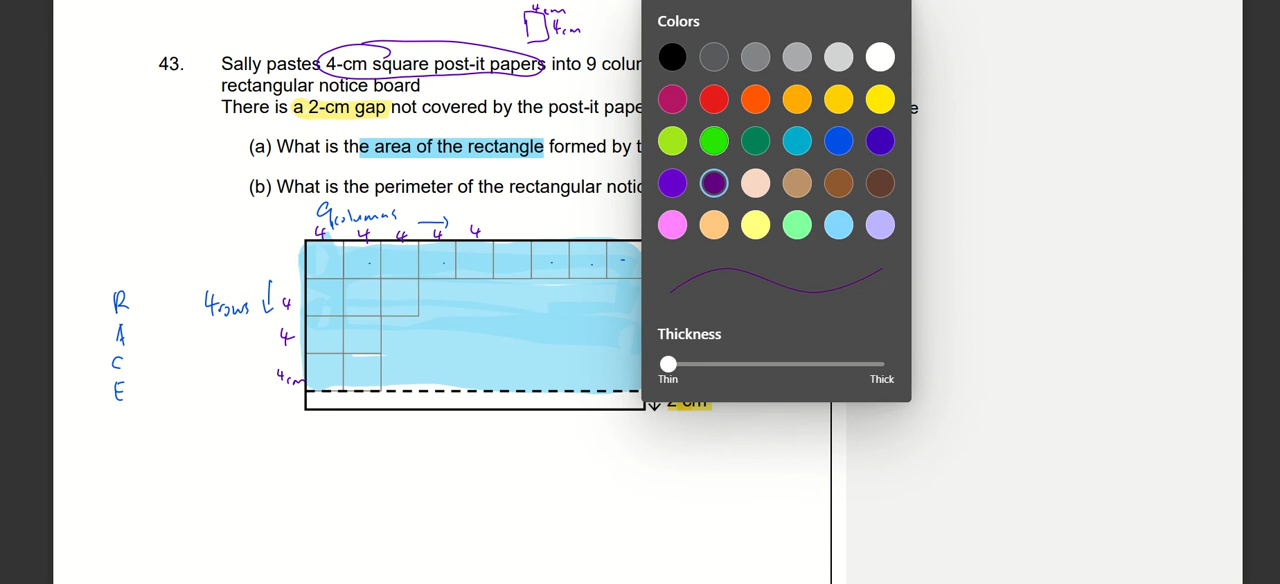 4cm
4cm
Colors
43. Sally pastes 4-cm square post-it papers into 9 colu
rectangular notice board
There is a 2-cm gap not covered by the post-it pape
e
(a) What is the area of the rectangle formed by t
(b) What is the perimeter of the rectangular notic
9 columns
4 4 4 4 4
R
4 rows 4
A
4
C
4cm
E
Thickness
Thin Thick
2 cm